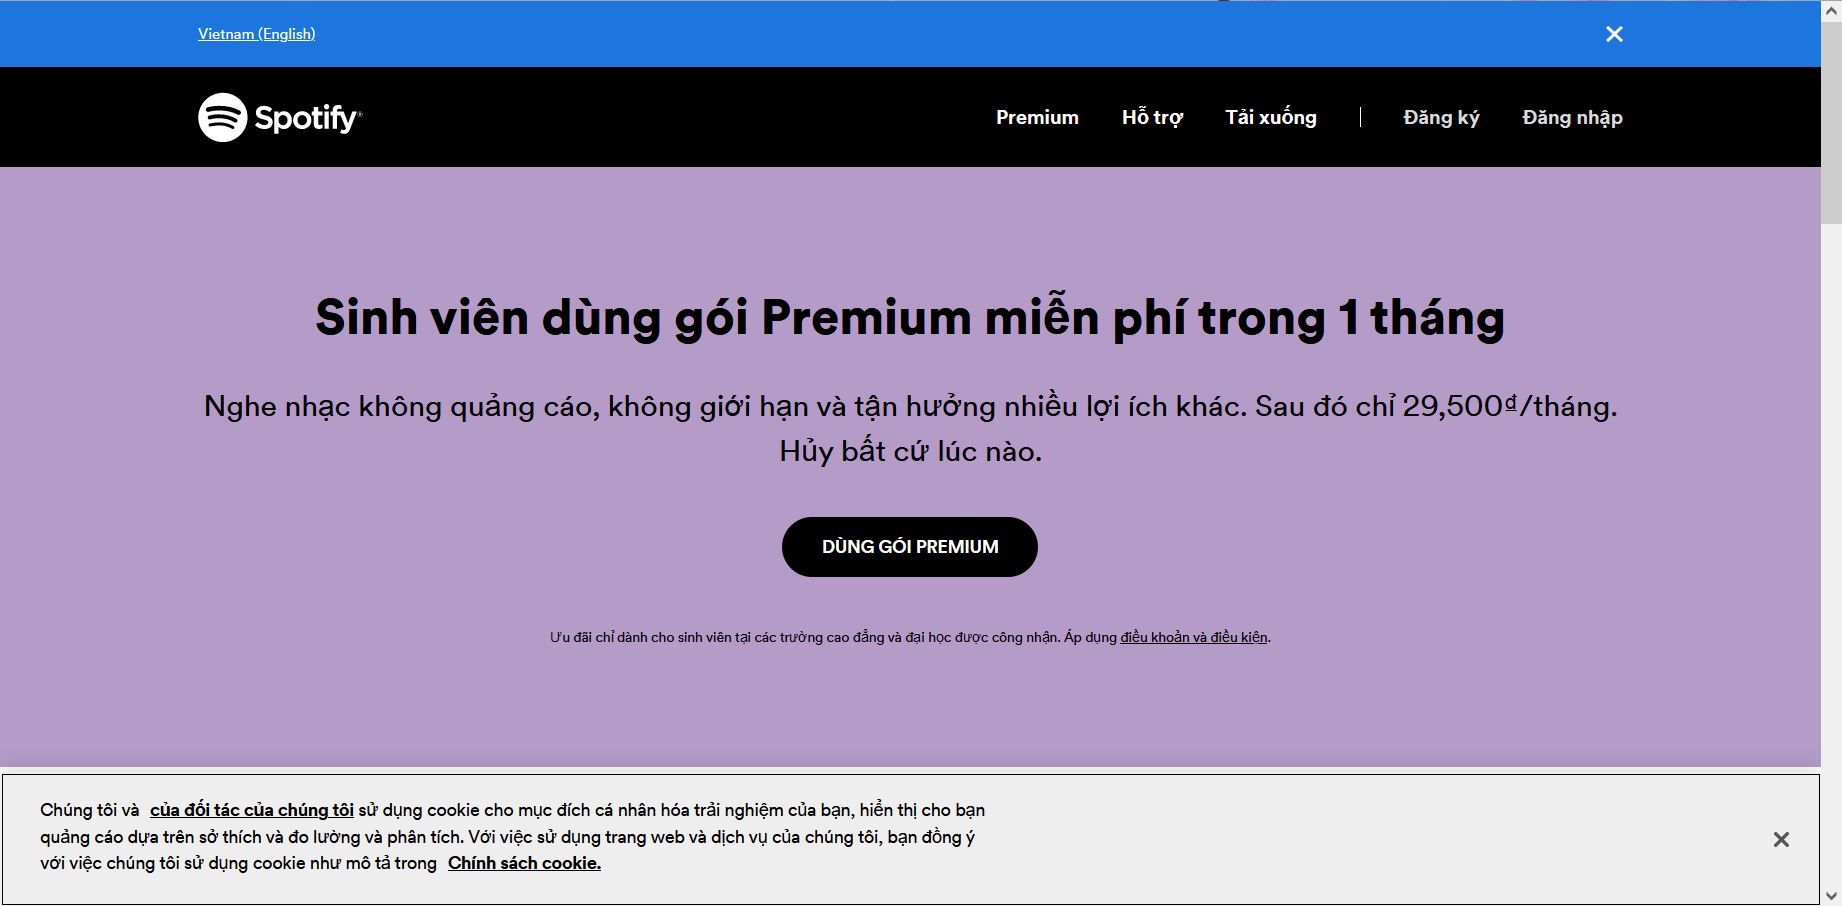 Vietnam (English)
Spotify®
Premium
Hỗ trợ
Tải xuống
Đăng ký
Đăng nhập
Sinh viên dùng gói Premium miễn phí trong 1 tháng
Nghe nhạc không quảng cáo, không giới hạn và tận hưởng nhiều lợi ích khác. Sau đó chỉ 29,500₫/tháng.
Hủy bất cứ lúc nào.
DÙNG GÓI PREMIUM
Ưu đãi chỉ dành cho sinh viên tại các trường cao đẳng và đại học được công nhận. Áp dụng điều khoản và điều kiện.
Chúng tôi và của đối tác của chúng tôi sử dụng cookie cho mục đích cá nhân hóa trải nghiệm của bạn, hiển thị cho bạn
quảng cáo dựa trên sở thích và đo lường và phân tích. Với việc sử dụng trang web và dịch vụ của chúng tôi, bạn đồng ý
với việc chúng tôi sử dụng cookie như mô tả trong Chính sách cookie.